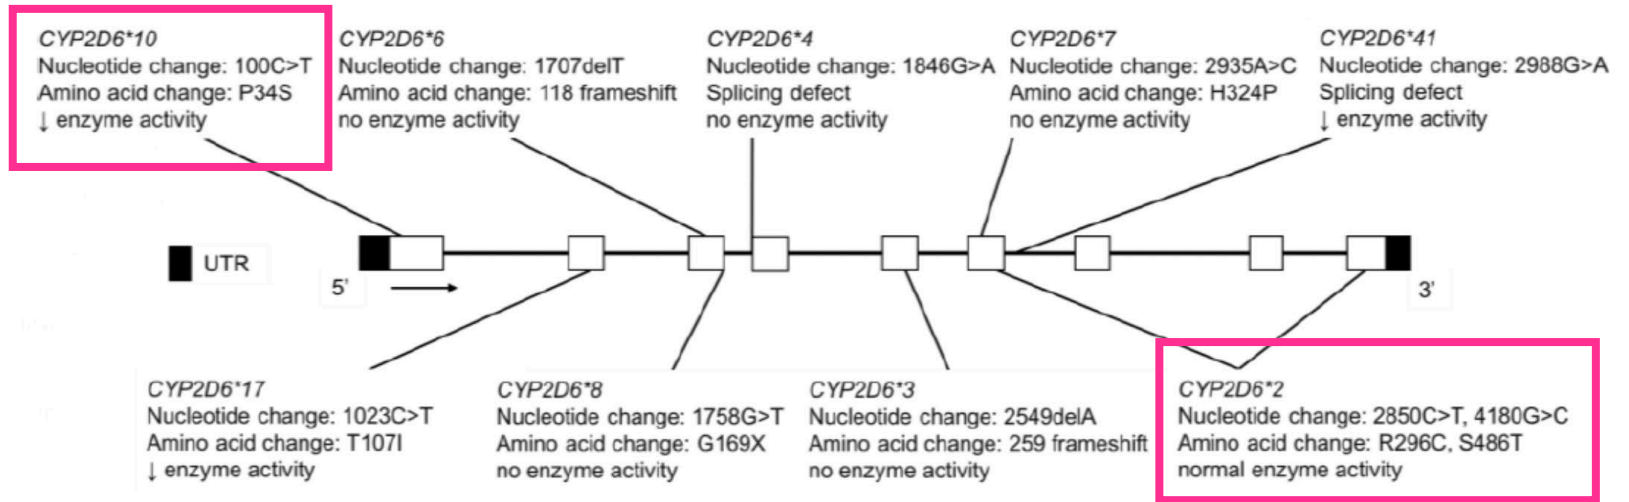 CYP2D6*10
Nucleotide change: 100C>T
Amino acid change: P34S
↓ enzyme activity
CYP2D6*6
Nucleotide change: 1707delT
Amino acid change: 118 frameshift
no enzyme activity
CYP2D6*4
Nucleotide change: 1846G>A
Splicing defect
no enzyme activity
CYP2D6*7
Nucleotide change: 2935A>C
Amino acid change: H324P
no enzyme activity
CYP2D6*41
Nucleotide change: 2988G>A
Splicing defect
↓ enzyme activity
UTR
5'
3'
CYP2D6*17
Nucleotide change: 1023C>T
Amino acid change: T107I
↓ enzyme activity
CYP2D6*8
Nucleotide change: 1758G>T
Amino acid change: G169X
no enzyme activity
CYP2D6*3
Nucleotide change: 2549delA
Amino acid change: 259 frameshift
no enzyme activity
CYP2D6*2
Nucleotide change: 2850C>T, 4180G>C
Amino acid change: R296C, S486T
normal enzyme activity